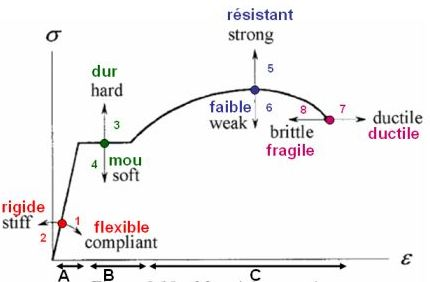 σ
résistant
strong
dur
hard
5
3
faible
6
weak
8
7
brittle
fragile
ductile
ductile
4
mou
soft
rigide
stiff
1
2
flexible
compliant
ε
A
B
C